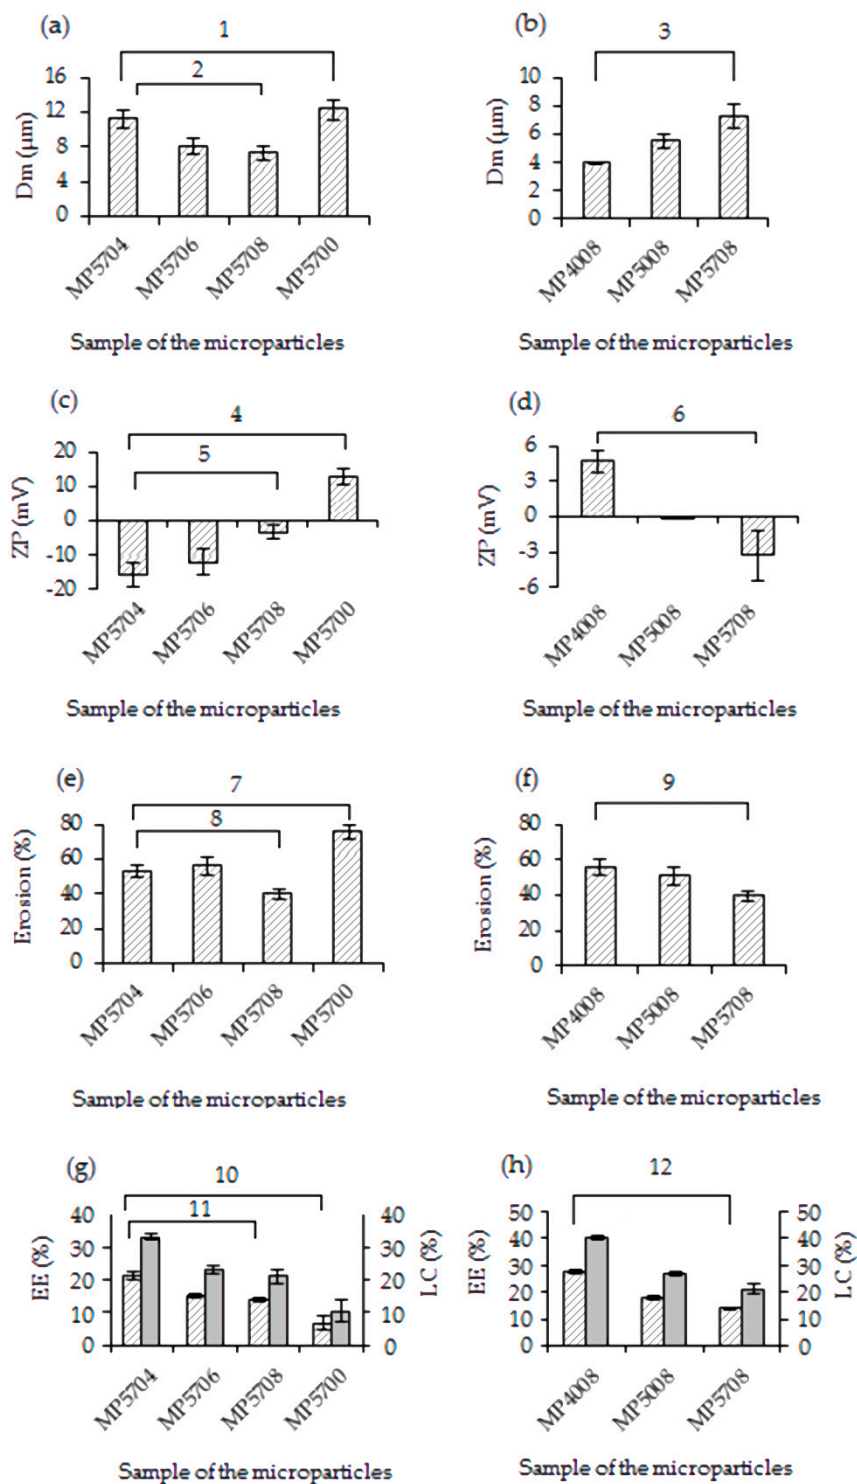 (a)
1
2
Dm (µm)
16
12
8
4
0
MP5704
MP5706
MP5708
MP5700
Sample of the microparticles
(b)
3
Dm (µm)
10
8
6
4
2
0
MP4008
MP5008
MP5708
Sample of the microparticles
(c)
4
5
ZP (mV)
20
10
0
-10
-20
MP5704
MP5706
MP5708
MP5700
Sample of the microparticles
(d)
6
ZP (mV)
6
3
0
-3
-6
MP4008
MP5008
MP5708
Sample of the microparticles
(e)
7
8
Erosion (%)
80
60
40
20
0
MP5704
MP5706
MP5708
MP5700
Sample of the microparticles
(f)
9
Erosion (%)
80
60
40
20
0
MP4008
MP5008
MP5708
Sample of the microparticles
(g)
10
11
EE (%)
40
30
20
10
0
LC (%)
40
30
20
10
0
MP5704
MP5706
MP5708
MP5700
Sample of the microparticles
(h)
12
EE (%)
50
40
30
20
10
0
LC (%)
50
40
30
20
10
0
MP4008
MP5008
MP5708
Sample of the microparticles